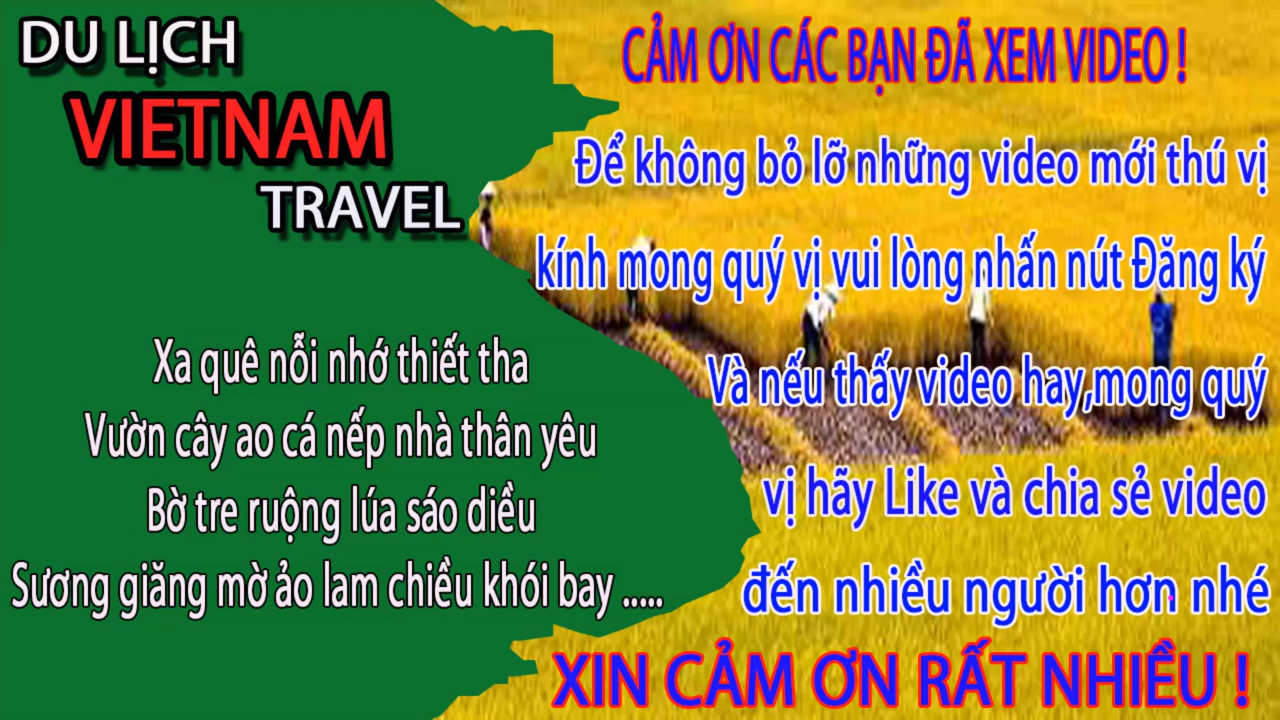 DU LỊCH
VIETNAM
TRAVEL
Xa quê nỗi nhớ thiết tha
Vườn cây ao cá nếp nhà thân yêu
Bờ tre ruộng lúa sáo diều
Sương giăng mờ ảo lam chiều khói bay .....
CẢM ƠN CÁC BẠN ĐÃ XEM VIDEO !
Để không bỏ lỡ những video mới thú vị
kính mong quý vị vui lòng nhấn nút Đăng ký
Và nếu thấy video hay,mong quý
vị hãy Like và chia sẻ video
đến nhiều người hơn nhé
XIN CẢM ƠN RẤT NHIỀU !